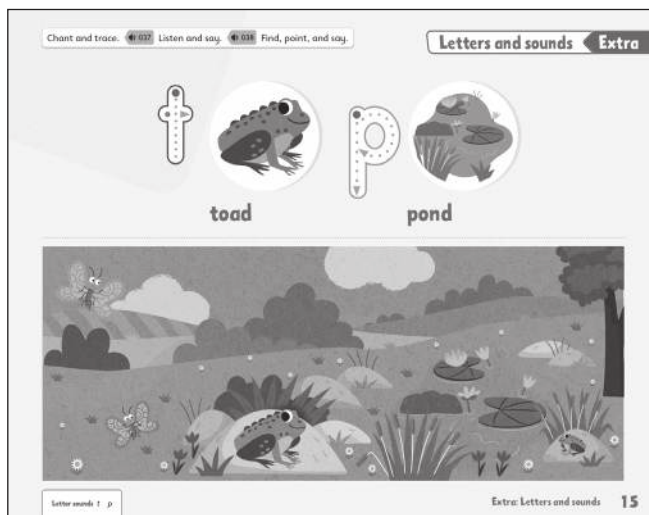 Chant and trace. 037 Listen and say. 038 Find, point, and say.
Letters and sounds Extra
t p
toad pond
Letter sounds t p
Extra: Letters and sounds 15